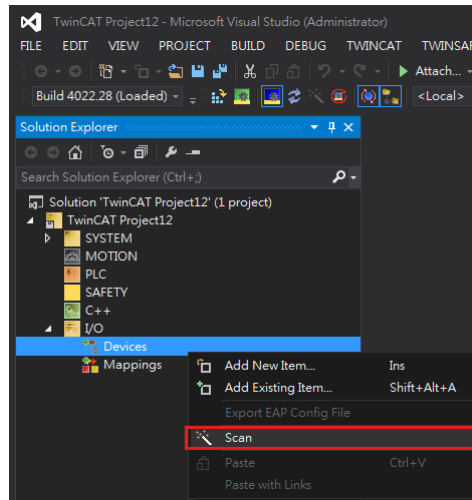 TwinCAT Project12 - Microsoft Visual Studio (Administrator)
FILE EDIT VIEW PROJECT BUILD DEBUG TWINCAT TWINSAF
Attach...
Build 4022.28 (Loaded) <Local>
Solution Explorer
Search Solution Explorer (Ctrl+;)
Solution 'TwinCAT Project12' (1 project)
TwinCAT Project12
SYSTEM
MOTION
PLC
SAFETY
C++
I/O
Devices
Mappings
Add New Item... Ins
Add Existing Item... Shift+Alt+A
Export EAP Config File
Scan
Paste Ctrl+V
Paste with Links